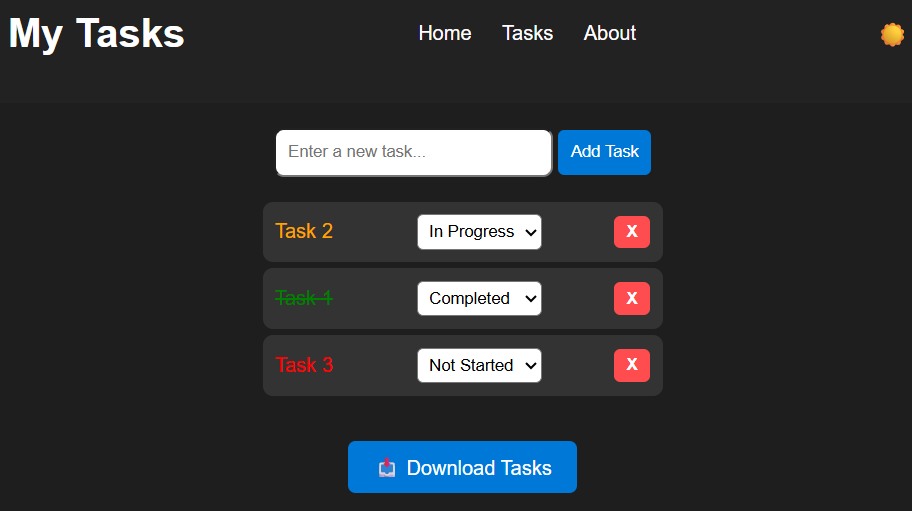 My Tasks
Home Tasks About
Enter a new task... Add Task
Task 2 In Progress X
Task 1 Completed X
Task 3 Not Started X
Download Tasks